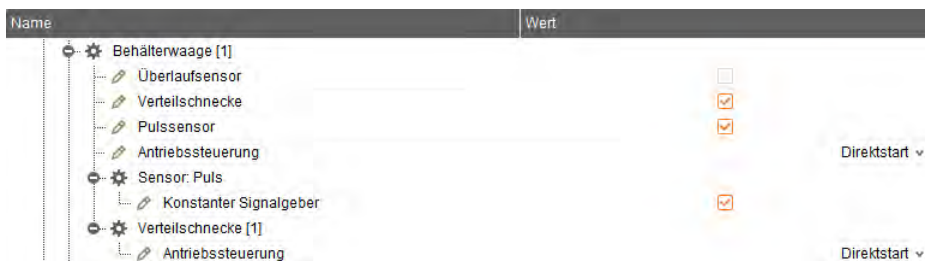 Name Wert
Behälterwaage [1]
Überlaufsensor
Verteilschnecke
Pulssensor
Antriebssteuerung Direktstart
Sensor: Puls
Konstanter Signalgeber
Verteilschnecke [1]
Antriebssteuerung Direktstart